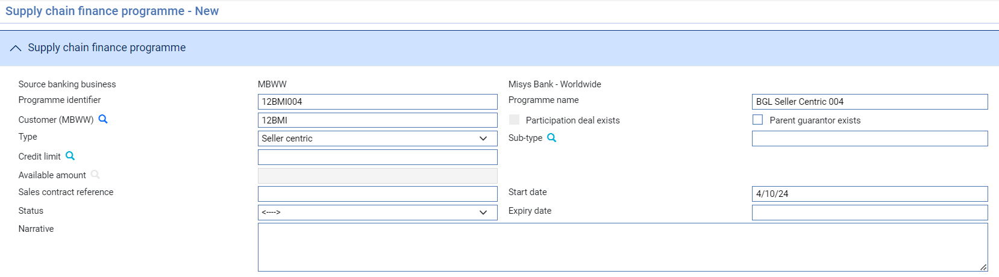 Supply chain finance programme - New
Supply chain finance programme
Source banking business MBWW Misys Bank - Worldwide
Programme identifier 12BMI004 Programme name BGL Seller Centric 004
Customer (MBWW) 12BMI Participation deal exists Parent guarantor exists
Type Seller centric Sub-type
Credit limit
Available amount
Sales contract reference Start date 4/10/24
Status <----> Expiry date
Narrative